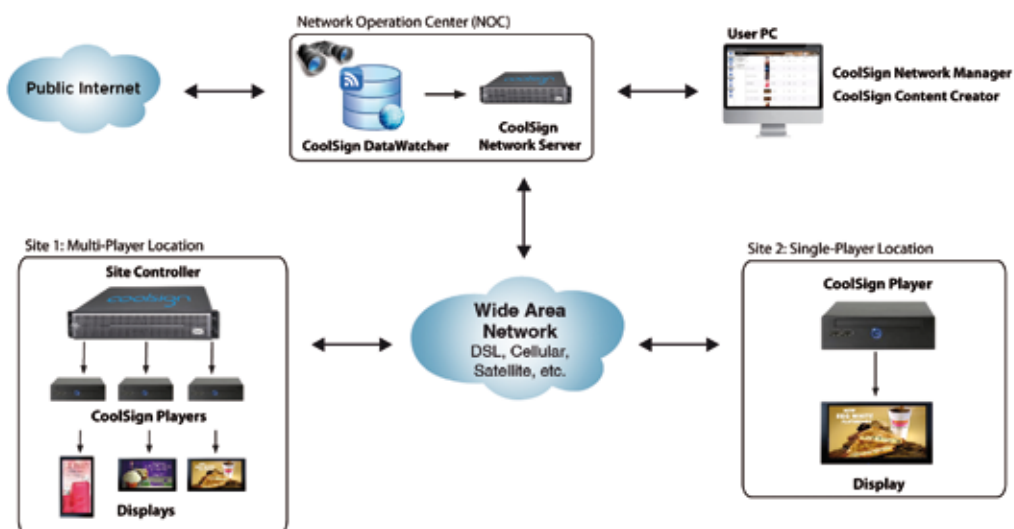 Network Operation Center (NOC)
Public Internet
CoolSign DataWatcher
CoolSign
Network Server
User PC
CoolSign Network Manager
CoolSign Content Creator
Site 1: Multi-Player Location
Site Controller
coolsign
CoolSign Players
Displays
Wide Area
Network
DSL, Cellular,
Satellite, etc.
Site 2: Single-Player Location
CoolSign Player
EGG WHITE
Display